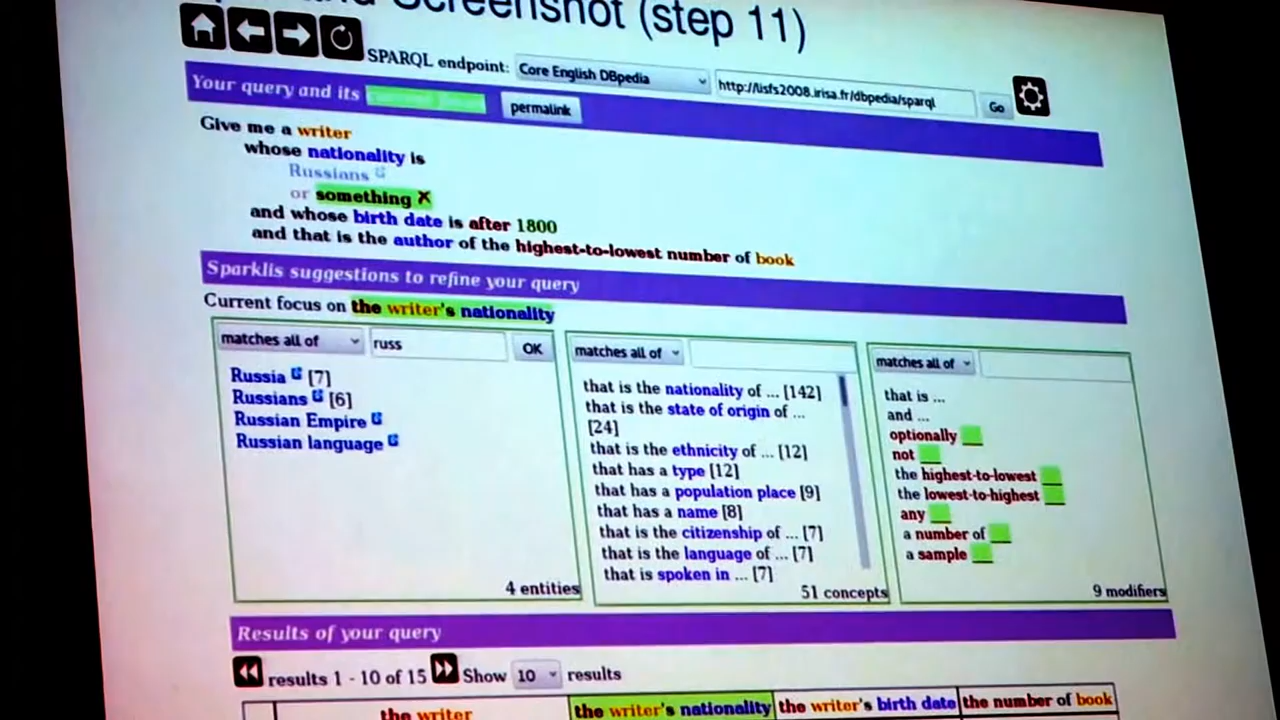 Screenshot (step 11)
SPARQL endpoint: Core English DBpedia http://lisfs2008.irisa.fr/dbpedia/sparql Go
Your query and its permalink
Give me a writer
whose nationality is
Russians
or something X
and whose birth date is after 1800
and that is the author of the highest-to-lowest number of book
Sparklis suggestions to refine your query
Current focus on the writer's nationality
matches all of russ OK
Russia [7]
Russians [6]
Russian Empire
Russian language
4 entities
matches all of
that is the nationality of ... [142]
that is the state of origin of ...
[24]
that is the ethnicity of ... [12]
that has a type [12]
that has a population place [9]
that has a name [8]
that is the citizenship of ... [7]
that is the language of ... [7]
that is spoken in ... [7]
51 concepts
matches all of
that is ...
and ...
optionally
not
the highest-to-lowest
the lowest-to-highest
any
a number of
a sample
9 modifiers
Results of your query
results 1 - 10 of 15 Show 10 results
the writer the writer's nationality the writer's birth date the number of book